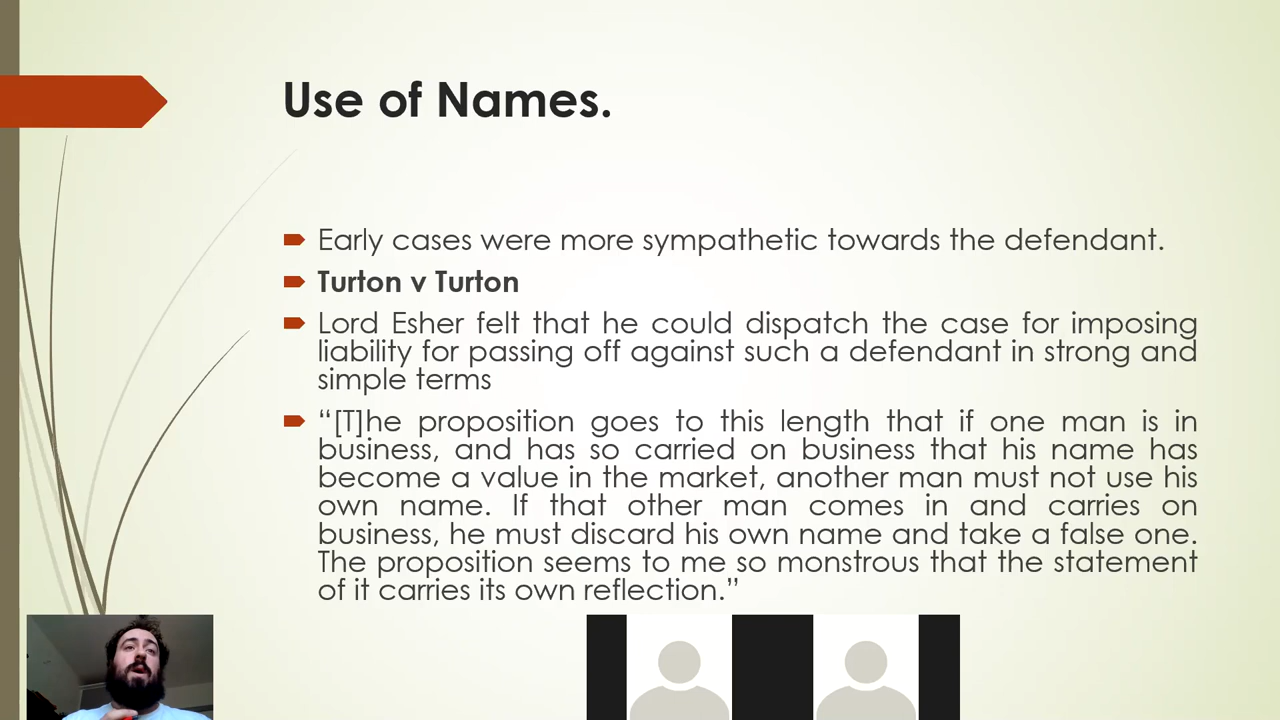 Use of Names.
Early cases were more sympathetic towards the defendant.
Turton v Turton
Lord Esher felt that he could dispatch the case for imposing
liability for passing off against such a defendant in strong and
simple terms
“[T]he proposition goes to this length that if one man is in
business, and has so carried on business that his name has
become a value in the market, another man must not use his
own name. If that other man comes in and carries on
business, he must discard his own name and take a false one.
The proposition seems to me so monstrous that the statement
of it carries its own reflection.”